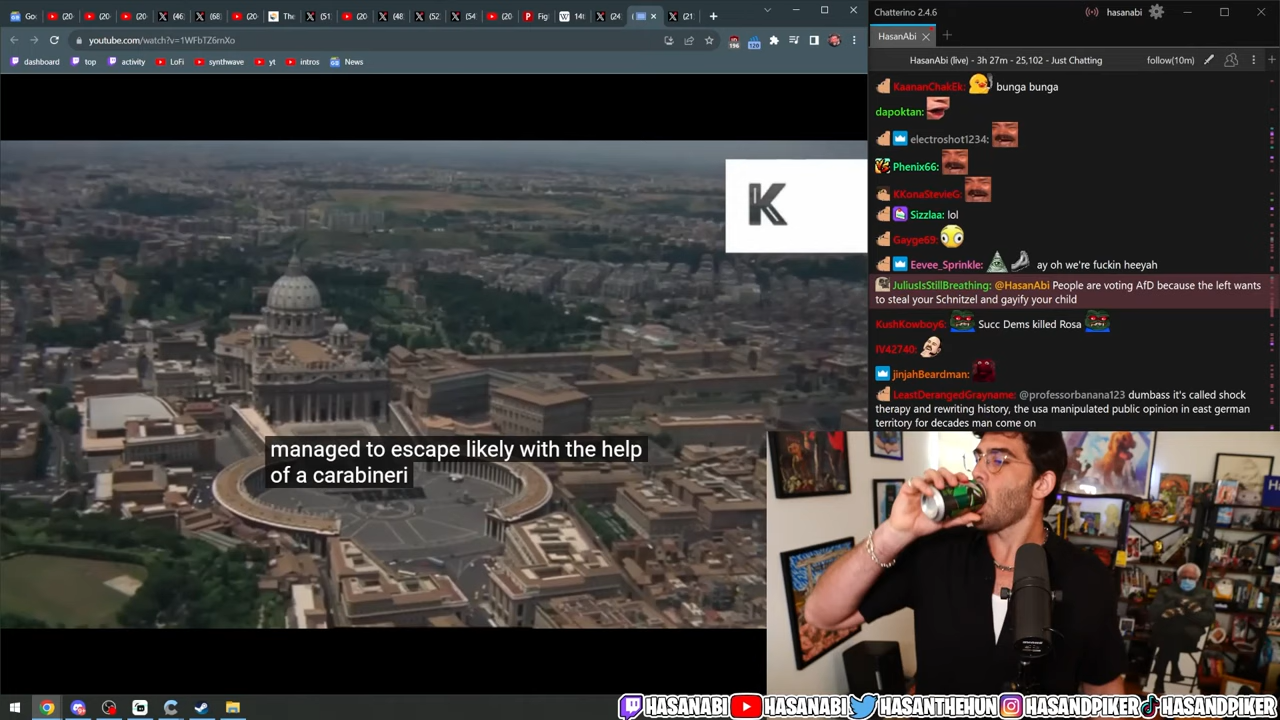 youtube.com/watch?v=1WFbTZ6rnXo
dashboard
top
activity
LoFi
synthwave
yt
intros
News
K
managed to escape likely with the help
of a carabineri
Chatterino 2.4.6
hasanabi
HasanAbi
HasanAbi (live) - 3h 27m - 25,102 - Just Chatting
follow(10m)
KaananChakEk: bunga bunga
dapoktan:
electroshot1234:
Phenix66:
KKonaStevieG:
Sizzlaa: lol
Gayge69:
Eevee_Sprinkle: ay oh we're fuckin heeyah
JuliusIsStillBreathing: @HasanAbi People are voting AfD because the left wants
to steal your Schnitzel and gayify your child
KushKowboy6: Succ Dems killed Rosa
IV42740:
jinjahBeardman:
LeastDerangedGrayname: @professorbanana123 dumbass it's called shock
therapy and rewriting history, the usa manipulated public opinion in east german
territory for decades man come on
HASANABI
HASANABI
HASANTHEHUN
HASANDPIKER
HASANDPIKER